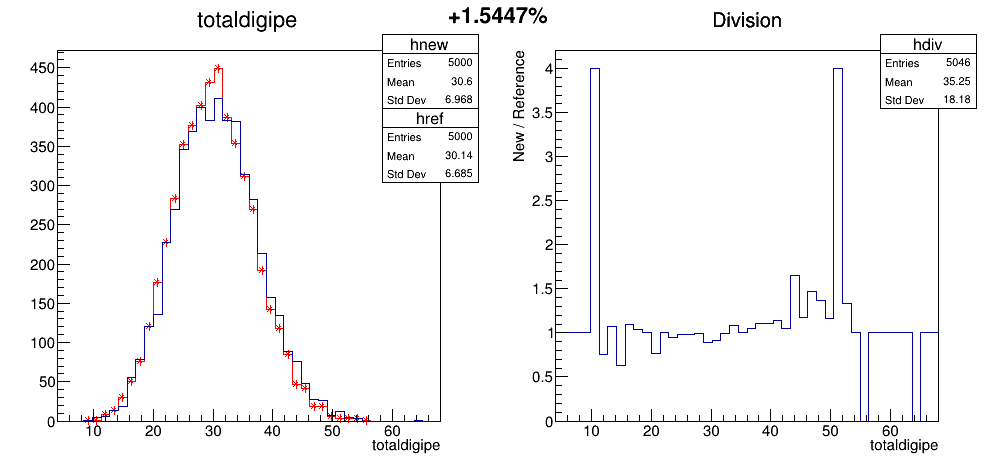 totaldigipe
+1.5447%
Division
hnew
Entries 5000
Mean 30.6
Std Dev 6.968
href
Entries 5000
Mean 30.14
Std Dev 6.685
450
400
350
300
250
200
150
100
50
0
10 20 30 40 50 60
totaldigipe
hdiv
Entries 5046
Mean 35.25
Std Dev 18.18
New / Reference
4
3.5
3
2.5
2
1.5
1
0.5
0
10 20 30 40 50 60
totaldigipe